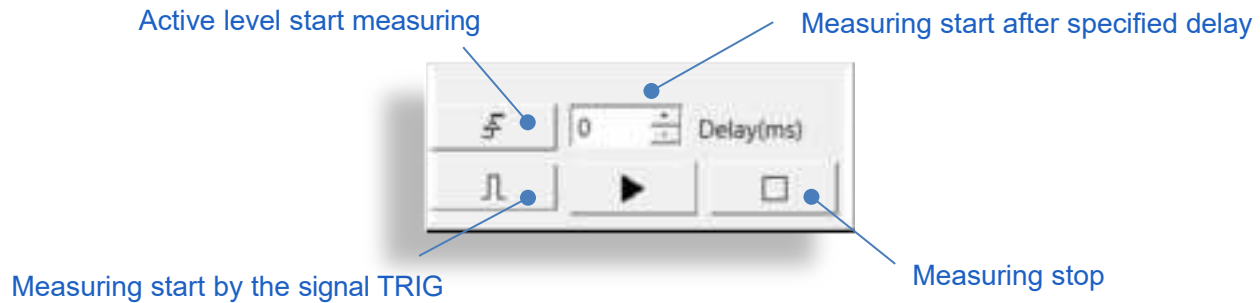 Active level start measuring
Measuring start after specified delay
0
Delay(ms)
Measuring start by the signal TRIG
Measuring stop